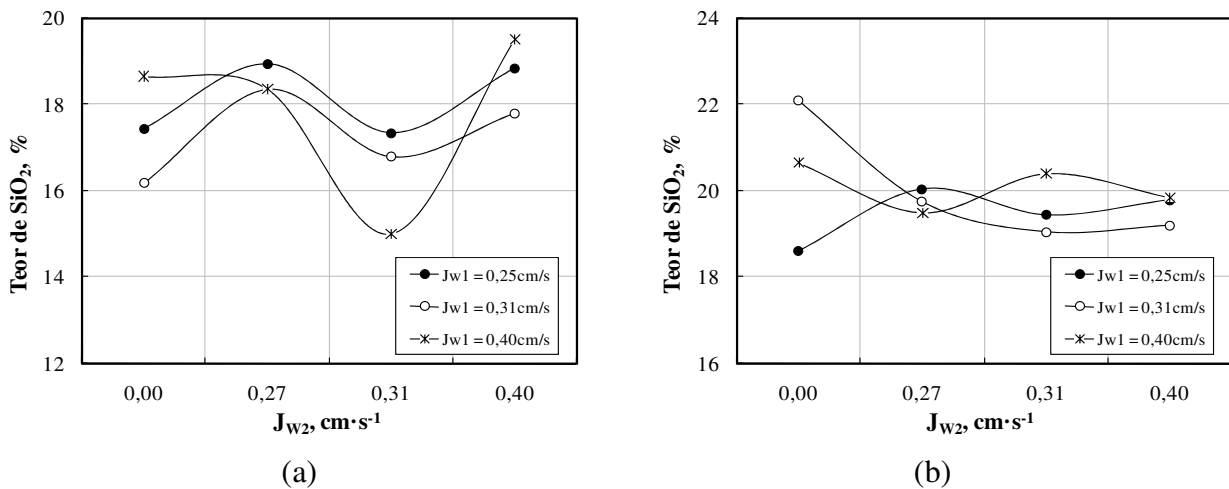 20
18
16
14
12
Teor de SiO₂, %
Jw1 = 0,25cm/s
Jw1 = 0,31cm/s
Jw1 = 0,40cm/s
0,00 0,27 0,31 0,40
J_W2, cm·s⁻¹
(a)
24
22
20
18
16
Teor de SiO₂, %
Jw1 = 0,25cm/s
Jw1 = 0,31cm/s
Jw1 = 0,40cm/s
0,00 0,27 0,31 0,40
J_W2, cm·s⁻¹
(b)